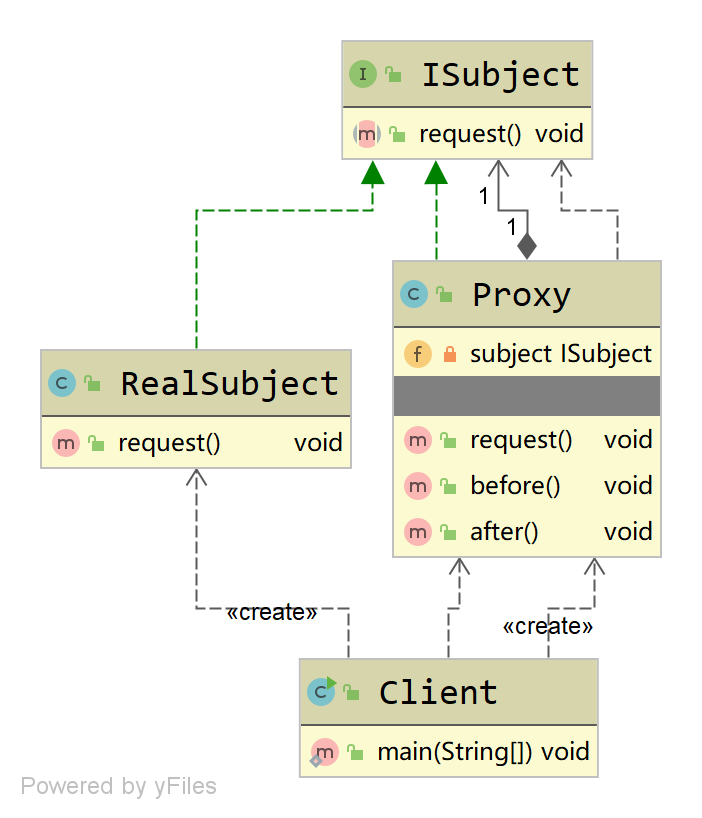 I ISubject
m request() void
1
1
C Proxy
f subject ISubject
C RealSubject
m request() void
m request() void
m before() void
m after() void
«create»
«create»
C Client
m main(String[]) void
Powered by yFiles